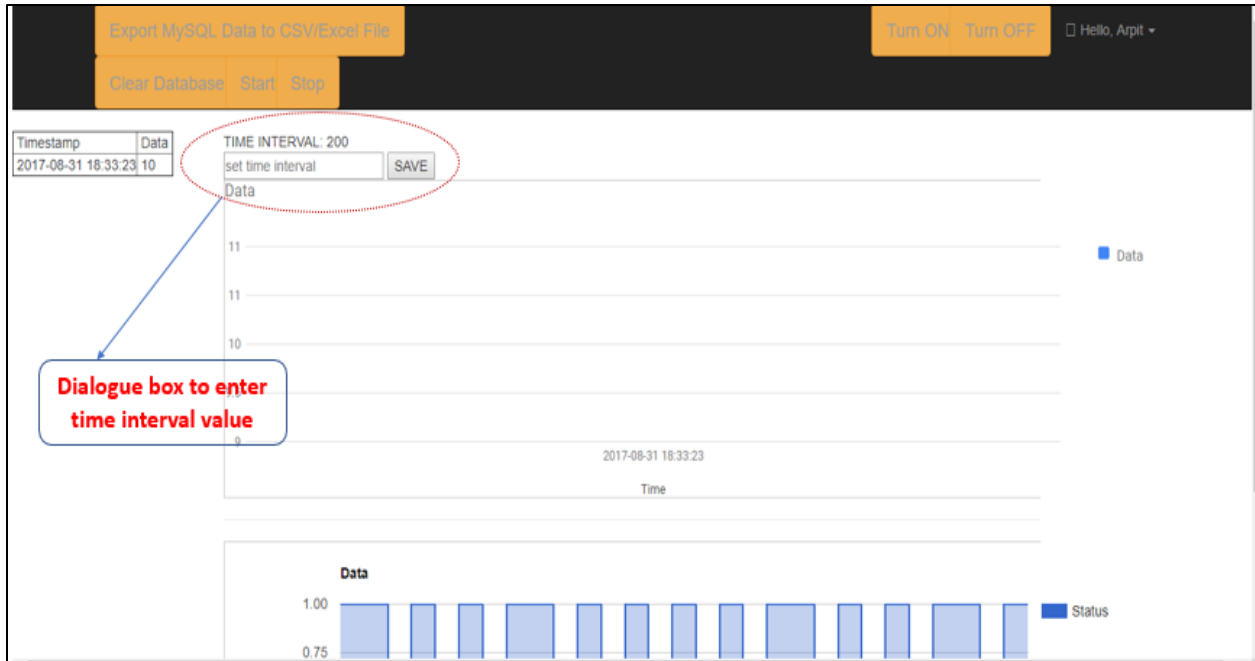 Export MySQL Data to CSV/Excel File
Turn ON Turn OFF
Hello, Arpit
Clear Database Start Stop
Timestamp Data
2017-08-31 18:33:23 10
TIME INTERVAL: 200
set time interval SAVE
Data
11
Data
11
10
Dialogue box to enter
time interval value
9
2017-08-31 18:33:23
Time
Data
1.00
Status
0.75